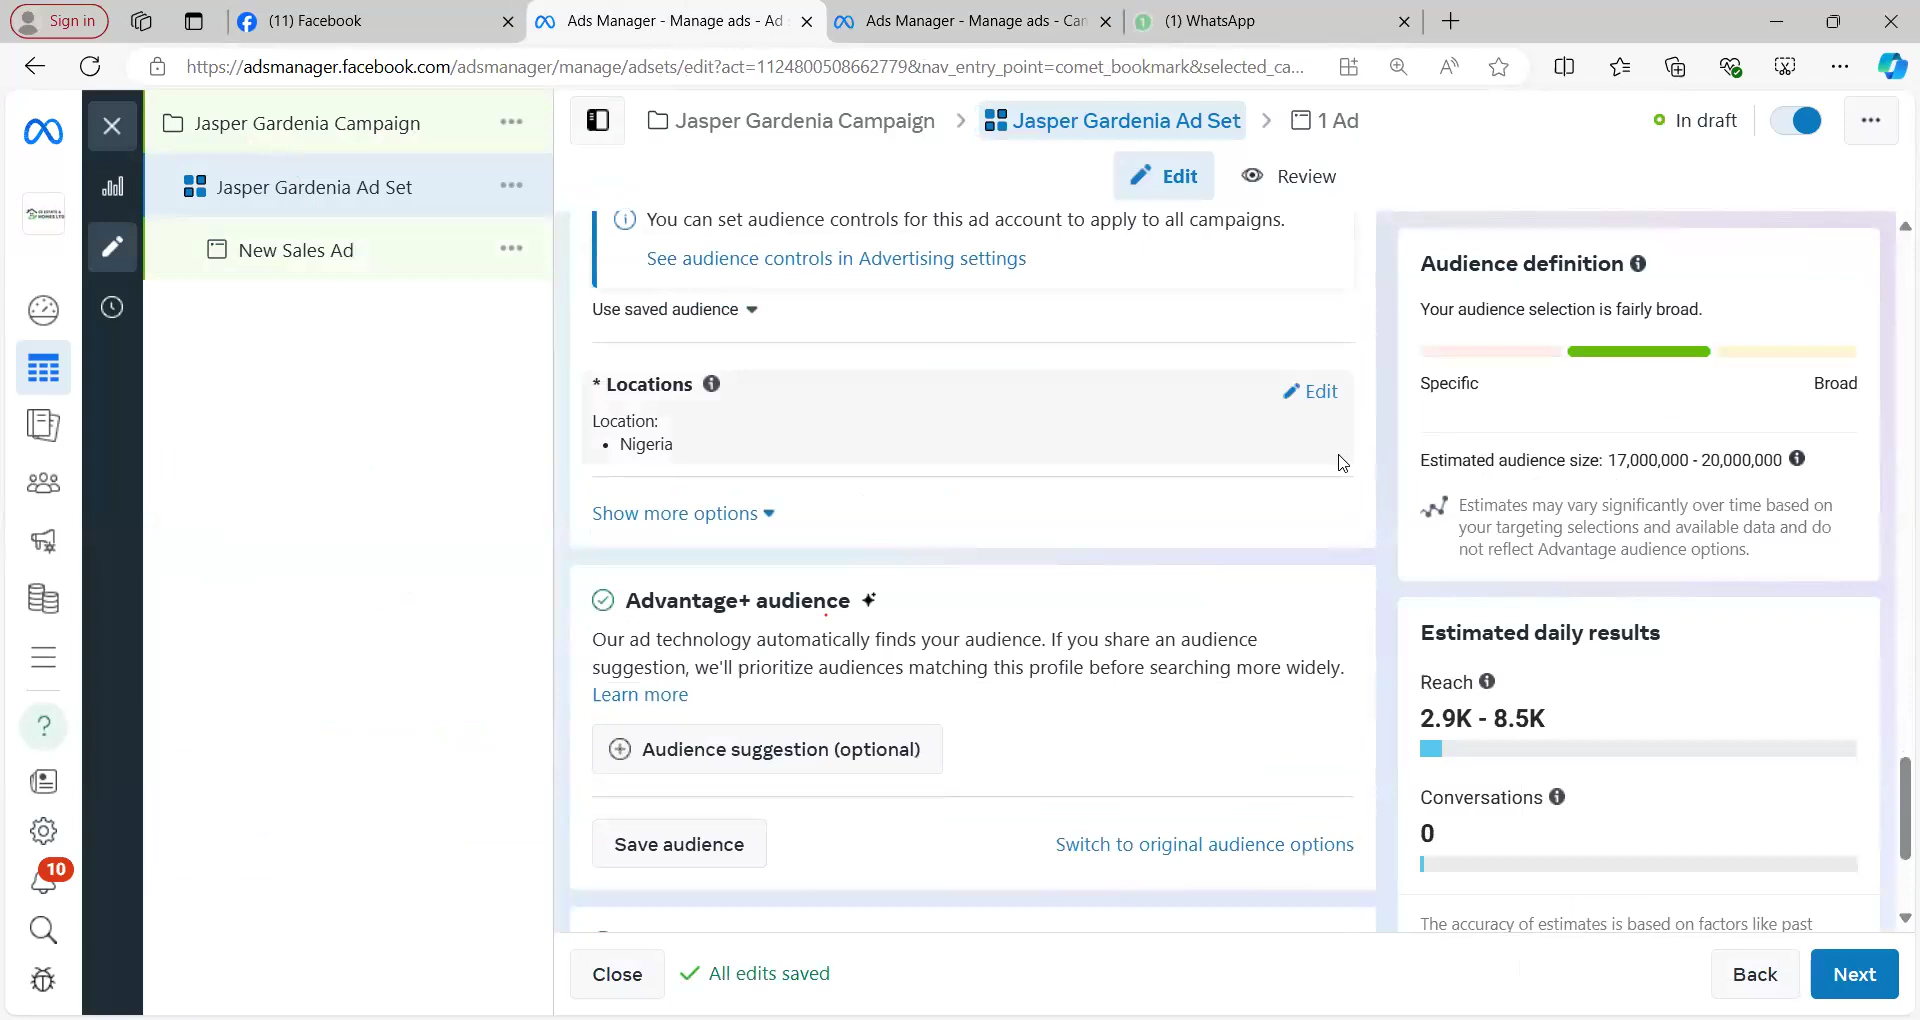 Sign in
(11) Facebook
Ads Manager - Manage ads - Ad
Ads Manager - Manage ads - Can
1
(1) WhatsApp
https://adsmanager.facebook.com/adsmanager/manage/adsets/edit?act=1124800508662779&nav_entry_point=comet_bookmark&selected_ca...
Jasper Gardenia Campaign
Jasper Gardenia Ad Set
New Sales Ad
Jasper Gardenia Campaign
Jasper Gardenia Ad Set
1 Ad
In draft
Edit
Review
You can set audience controls for this ad account to apply to all campaigns.
See audience controls in Advertising settings
Use saved audience
* Locations
Edit
Location:
• Nigeria
Show more options
Advantage+ audience
Our ad technology automatically finds your audience. If you share an audience
suggestion, we'll prioritize audiences matching this profile before searching more widely.
Learn more
Audience suggestion (optional)
Save audience
Switch to original audience options
Audience definition
Your audience selection is fairly broad.
Specific
Broad
Estimated audience size: 17,000,000 - 20,000,000
Estimates may vary significantly over time based on
your targeting selections and available data and do
not reflect Advantage audience options.
Estimated daily results
Reach
2.9K - 8.5K
Conversations
0
The accuracy of estimates is based on factors like past
10
Close
All edits saved
Back
Next